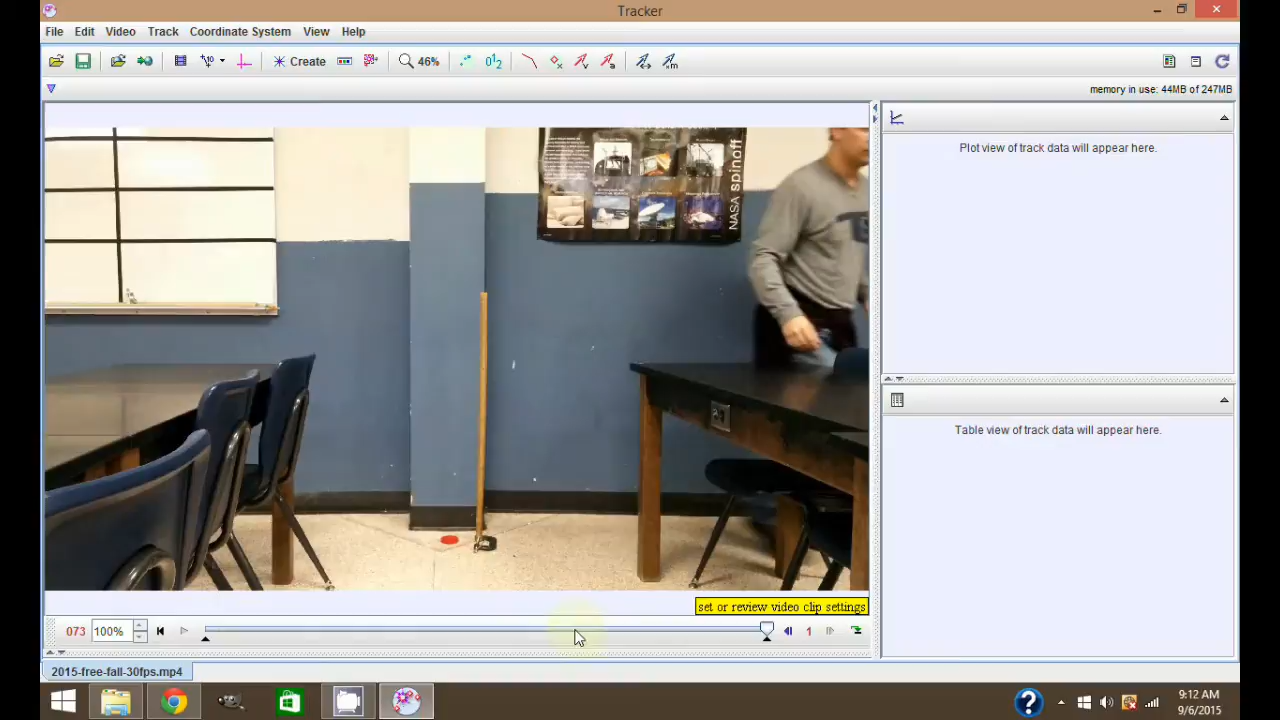 Tracker
File Edit Video Track Coordinate System View Help
Create 46%
memory in use: 44MB of 247MB
Plot view of track data will appear here.
NASA spinoff
Table view of track data will appear here.
set or review video clip settings
073 100% 1
2015-free-fall-30fps.mp4
9:12 AM
9/6/2015